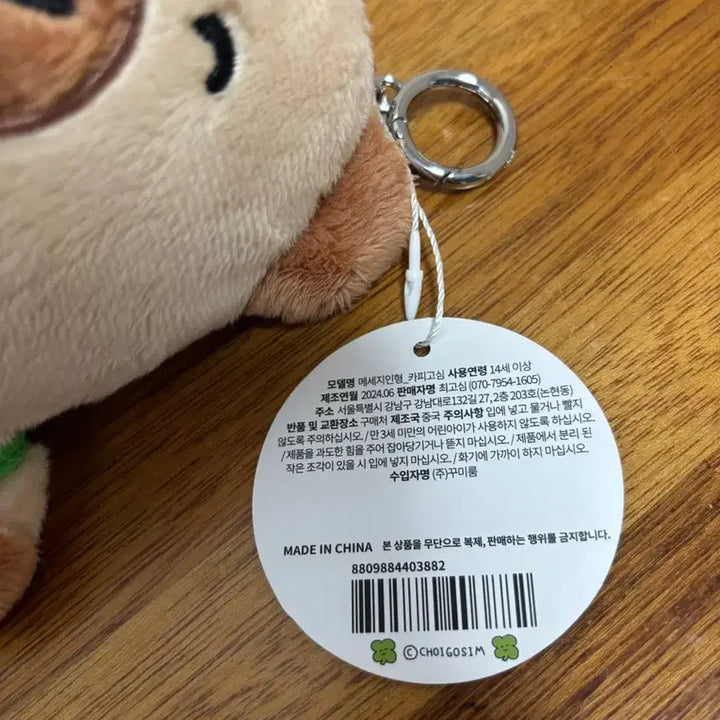 모델명 메세지인형_카피고심 사용연령 14세 이상
제조연월 2024.06 판매자명 최고심 (070-7954-1605)
주소 서울특별시 강남구 강남대로132길 27, 2층 203호(논현동)
반품 및 교환장소 구매처 제조국 중국 주의사항 입에 넣고 물거나 빨지
않도록 주의하십시오. / 만 3세 미만의 어린이가 사용하지 않도록 하십시오.
/ 제품을 과도한 힘을 주어 잡아당기거나 뜯지 마십시오. / 제품에서 분리 된
작은 조각이 있을 시 입에 넣지 마십시오. / 화기에 가까이 하지 마십시오.
수입자명 (주)꾸미룸
MADE IN CHINA 본 상품을 무단으로 복제, 판매하는 행위를 금지합니다.
8809884403882
©CHOIGOSIM